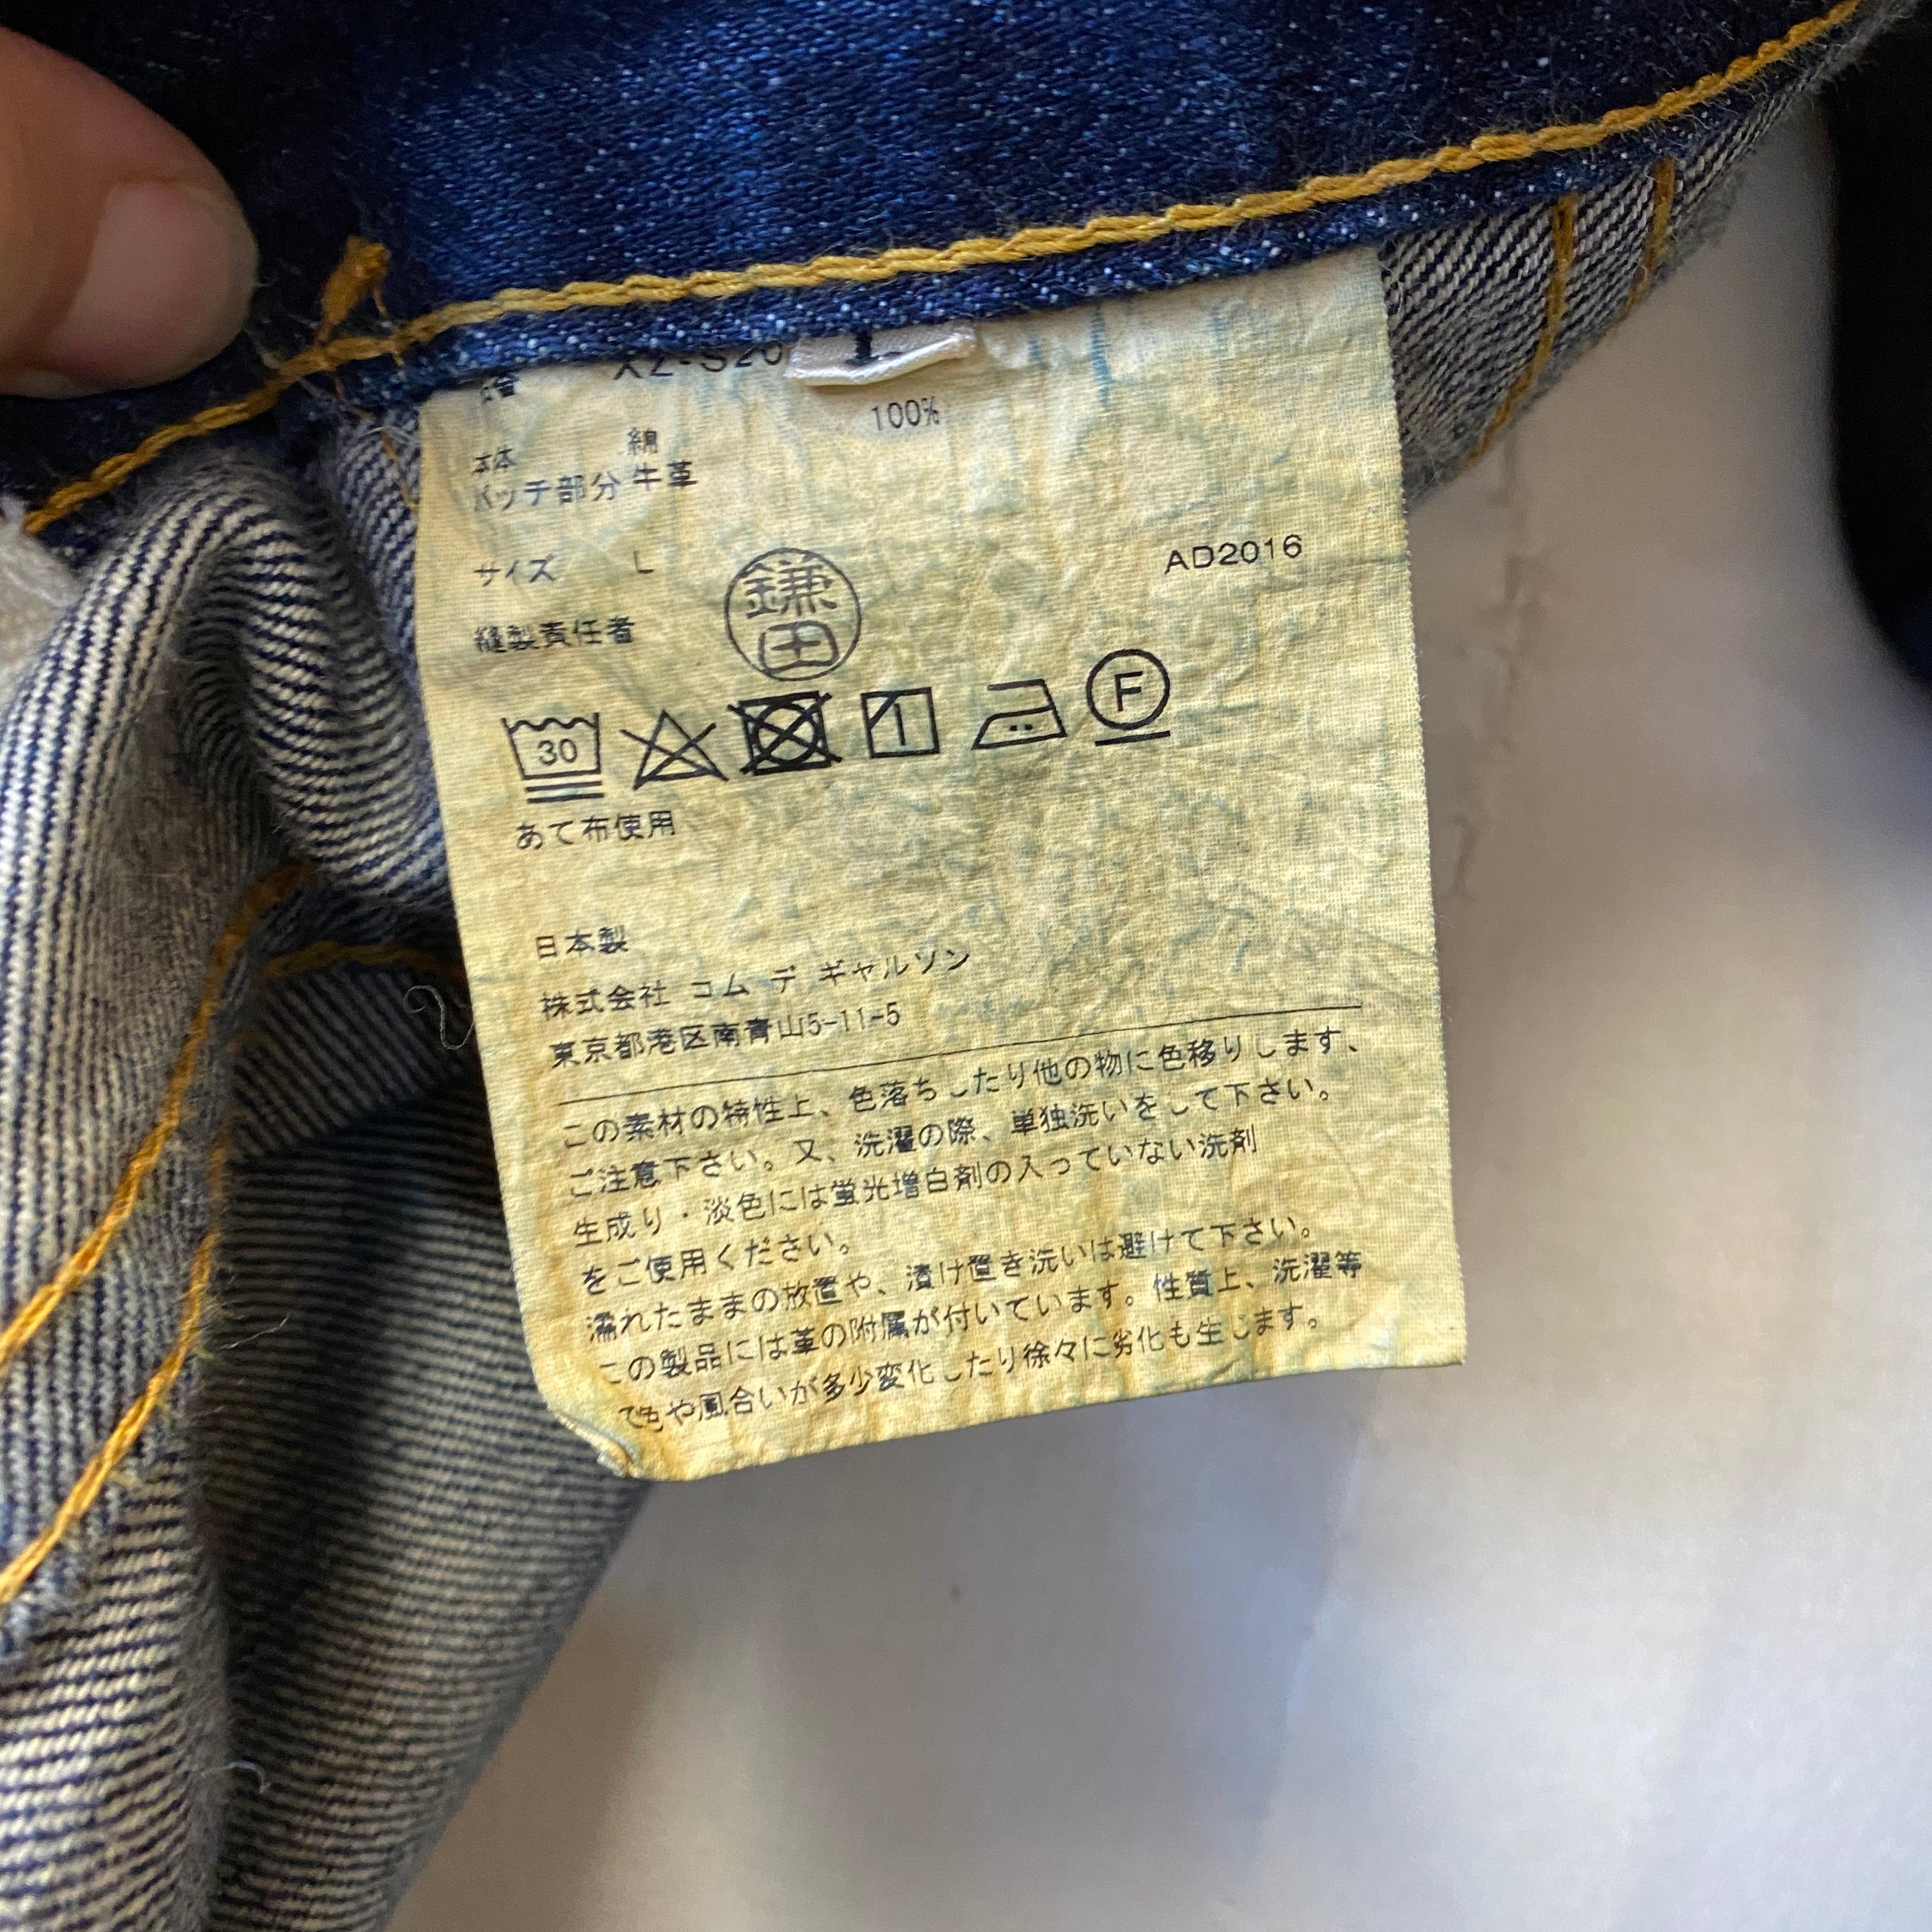 XZ-S20
L
本体 綿 100%
パッチ部分 牛革
サイズ L
AD2016
縫製責任者 鎌田
30
F
あて布使用
日本製
株式会社 コム デ ギャルソン
東京都港区南青山5-11-5
この素材の特性上、色落ちしたり他の物に色移りします、
ご注意下さい。又、洗濯の際、単独洗いをして下さい。
生成り・淡色には蛍光増白剤の入っていない洗剤
をご使用ください。
濡れたままの放置や、漬け置き洗いは避けて下さい。
この製品には革の附属が付いています。性質上、洗濯等
で色や風合いが多少変化したり徐々に劣化も生じます。